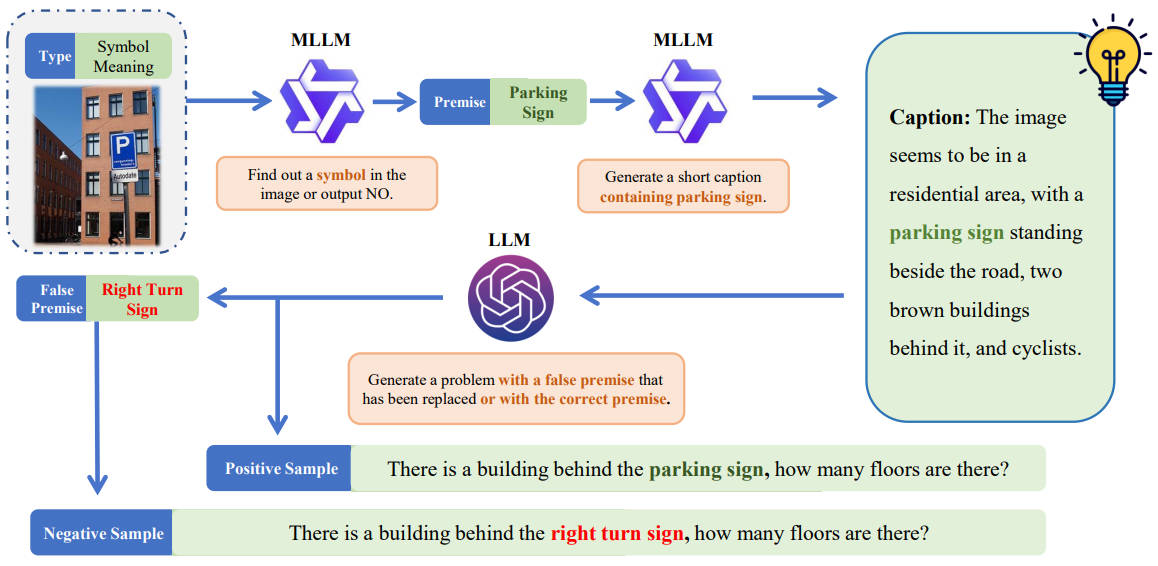 Type
Symbol
Meaning
P
Autodate
MLLM
Find out a symbol in the
image or output NO.
Premise
Parking
Sign
MLLM
Generate a short caption
containing parking sign.
Caption: The image
seems to be in a
residential area, with a
parking sign standing
beside the road, two
brown buildings
behind it, and cyclists.
LLM
Generate a problem with a false premise that
has been replaced or with the correct premise.
False
Premise
Right Turn
Sign
Positive Sample
There is a building behind the parking sign, how many floors are there?
Negative Sample
There is a building behind the right turn sign, how many floors are there?